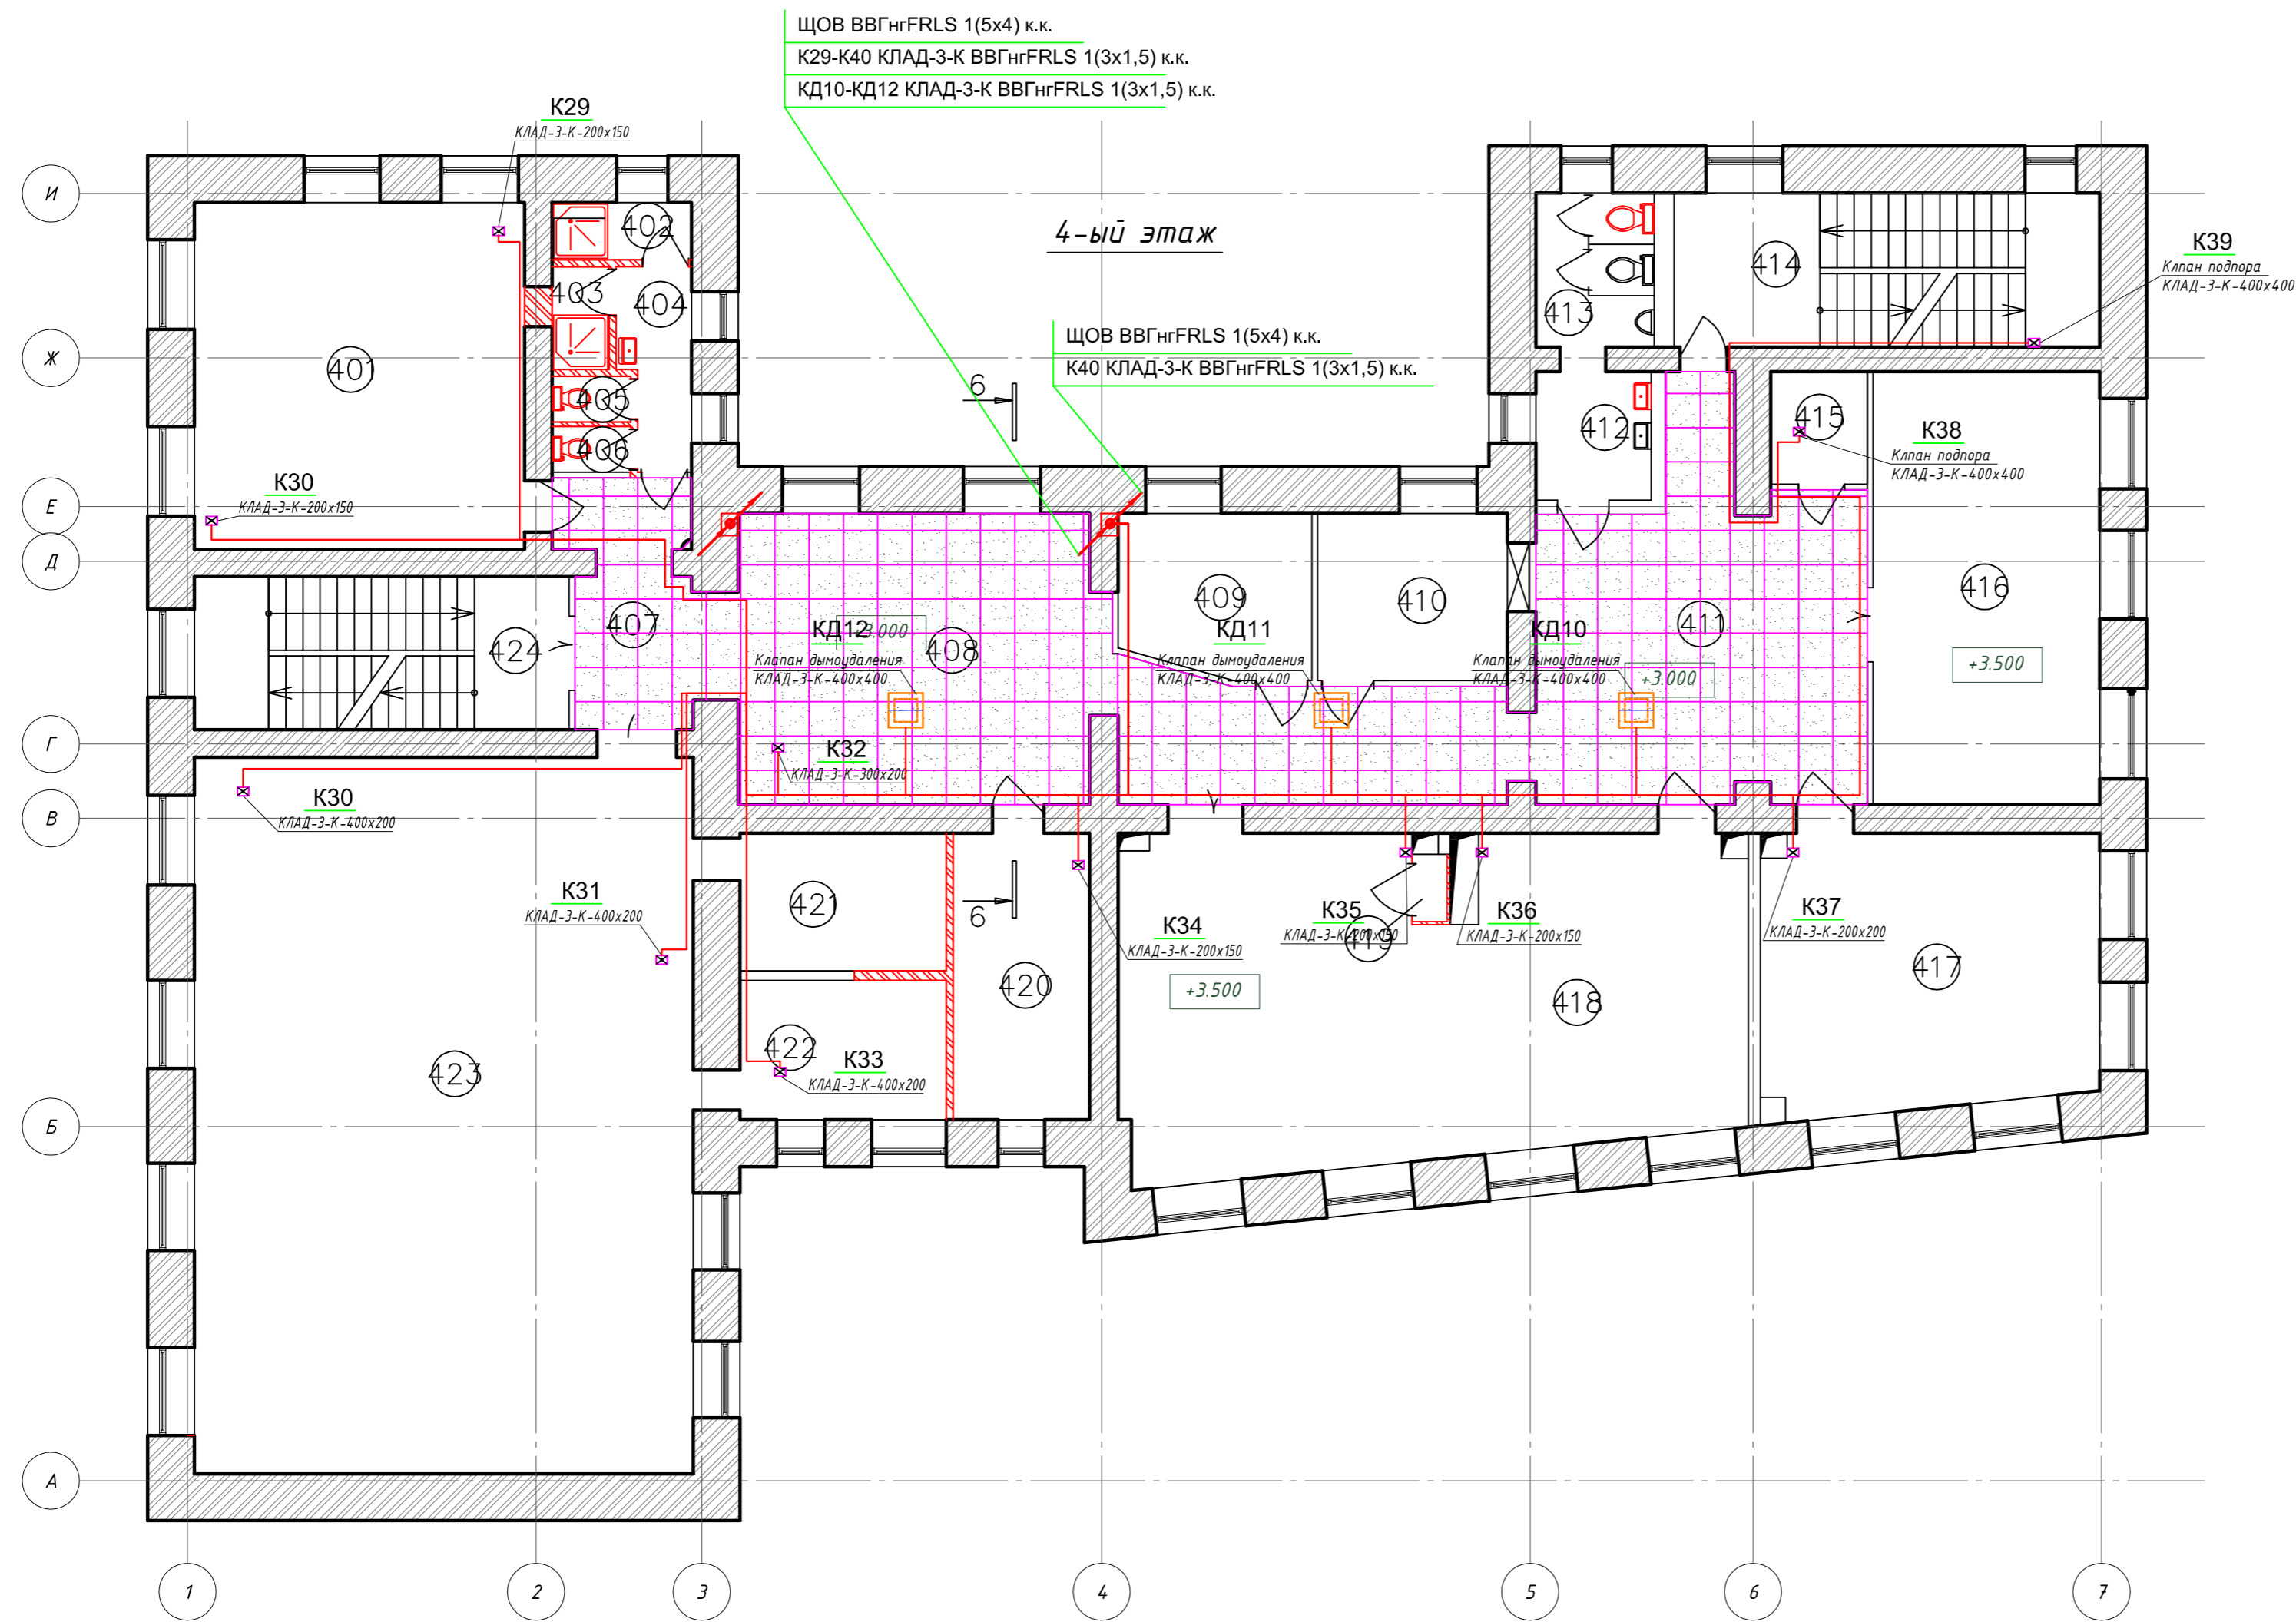 ЩОВ ВВГнгFRLS 1(5х4) к.к.
К29-К40 КЛАД-3-К ВВГнгFRLS 1(3х1,5) к.к.
КД10-КД12 КЛАД-3-К ВВГнгFRLS 1(3х1,5) к.к.
К29
КЛАД-3-К-200х150
И
402
4-ый этаж
414
К39
Клпан подпора
КЛАД-3-К-400х400
403
404
413
ЩОВ ВВГнгFRLS 1(5х4) к.к.
К40 КЛАД-3-К ВВГнгFRLS 1(3х1,5) к.к.
Ж
401
6
405
406
412
415
К38
Клпан подпора
КЛАД-3-К-400х400
К30
КЛАД-3-К-200х150
Е
Д
409
410
416
424
407
КД12
+3.000
408
КД11
КД10
411
Клапан дымоудаления
КЛАД-3-К-400х400
Клапан дымоудаления
КЛАД-3-К-400х400
Клапан дымоудаления
КЛАД-3-К-400х400
+3.000
+3.500
Г
К32
КЛАД-3-К-300х200
К30
КЛАД-3-К-400х200
В
К31
КЛАД-3-К-400х200
421
6
К34
КЛАД-3-К-200х150
К35
КЛАД-3-К-200х150
419
К36
КЛАД-3-К-200х150
К37
КЛАД-3-К-200х200
420
+3.500
418
417
423
422
К33
КЛАД-3-К-400х200
Б
А
1
2
3
4
5
6
7